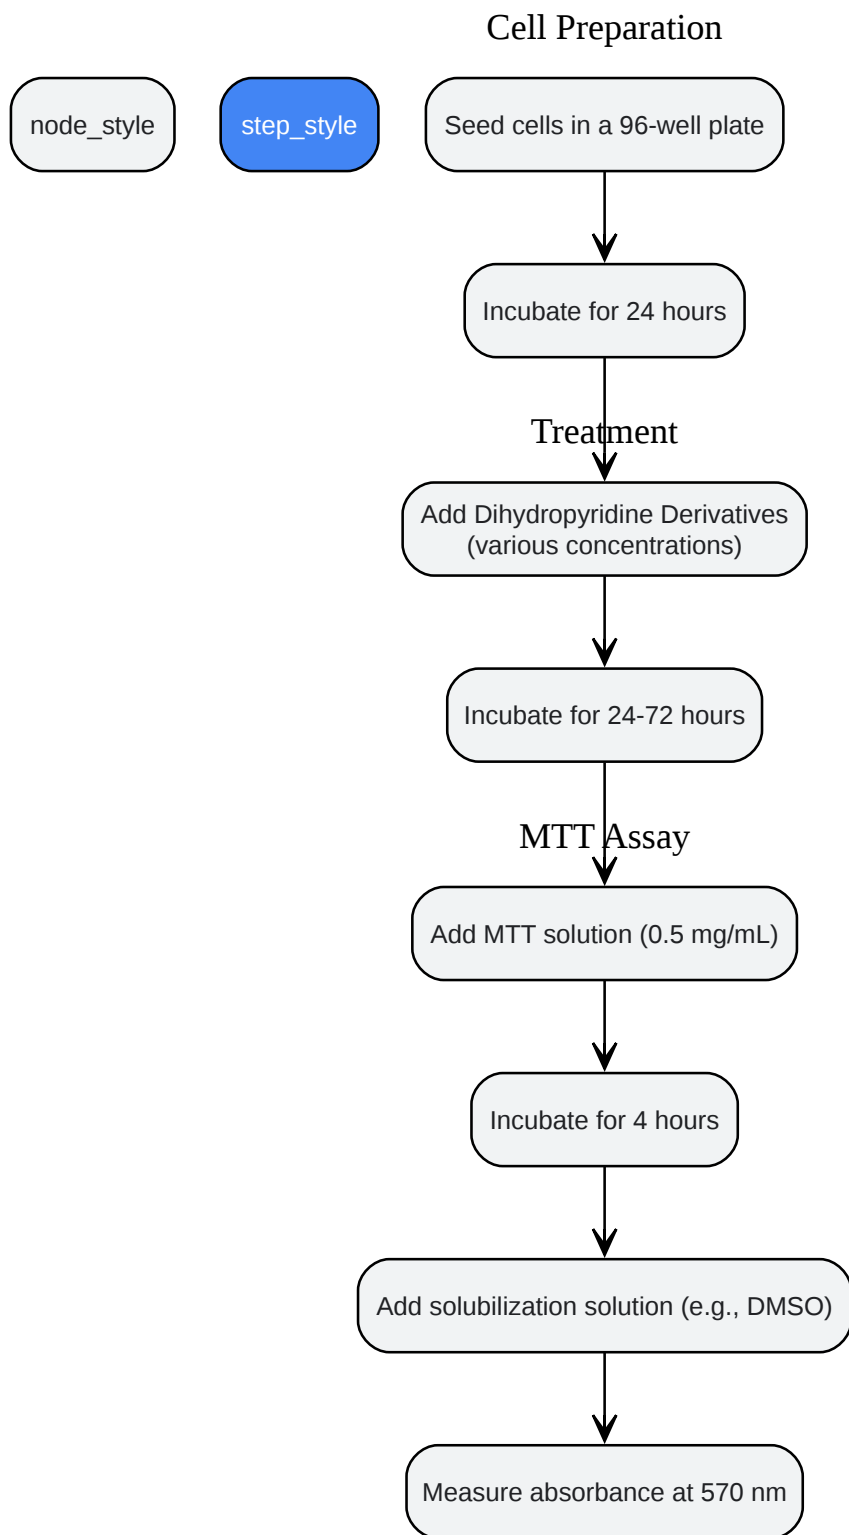 Cell Preparation
node_style
step_style
Seed cells in a 96-well plate
Incubate for 24 hours
Treatment
Add Dihydropyridine Derivatives
(various concentrations)
Incubate for 24-72 hours
MTT Assay
Add MTT solution (0.5 mg/mL)
Incubate for 4 hours
Add solubilization solution (e.g., DMSO)
Measure absorbance at 570 nm